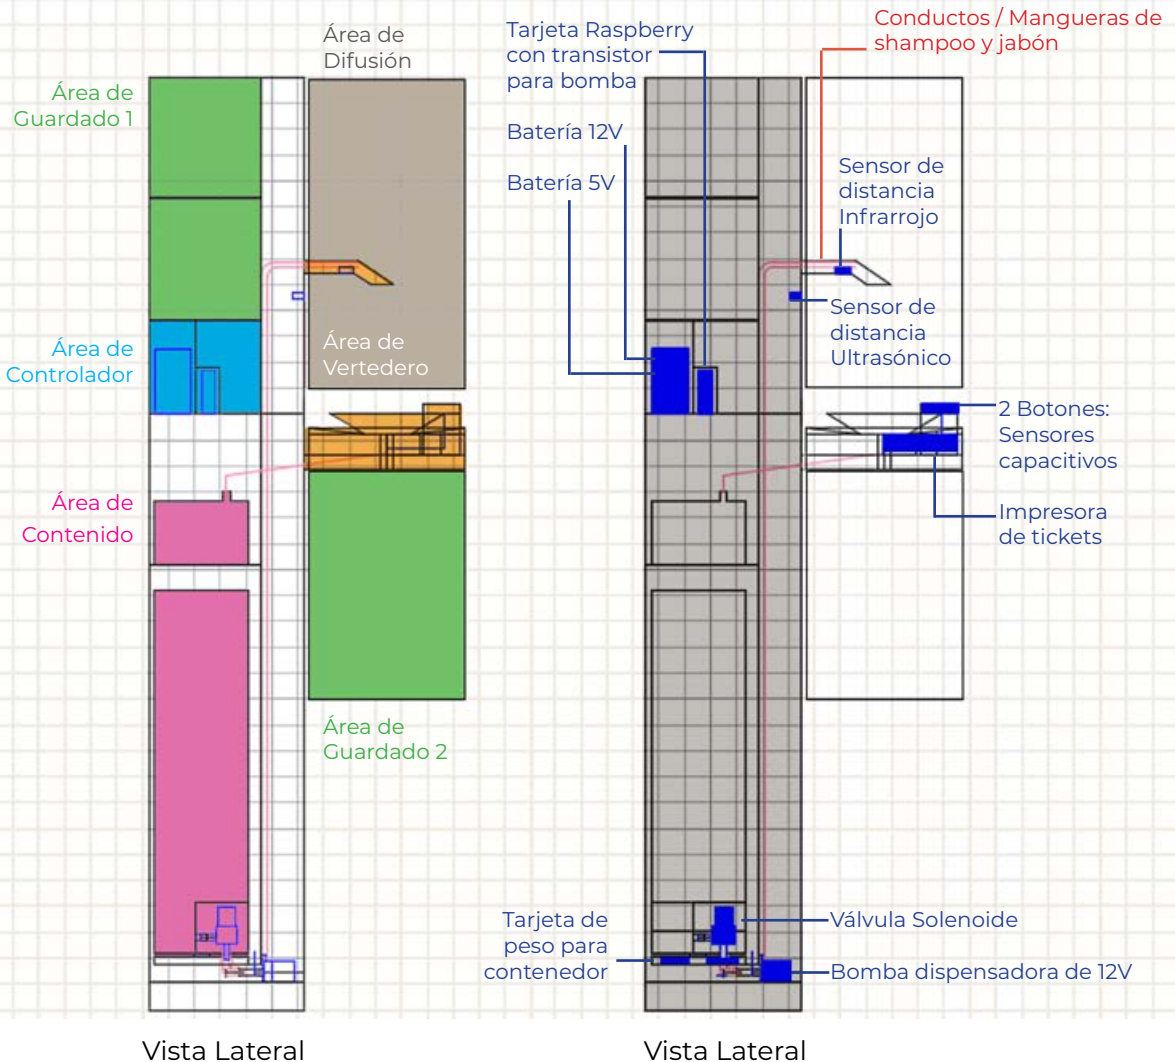 Área de
Difusión
Área de
Guardado 1
Área de
Controlador
Área de
Vertedero
Área de
Contenido
Área de
Guardado 2
Vista Lateral
Tarjeta Raspberry
con transistor
para bomba
Batería 12V
Batería 5V
Conductos / Mangueras de
shampoo y jabón
Sensor de
distancia
Infrarrojo
Sensor de
distancia
Ultrasónico
2 Botones:
Sensores
capacitivos
Impresora
de tickets
Tarjeta de
peso para
contenedor
Válvula Solenoide
Bomba dispensadora de 12V
Vista Lateral